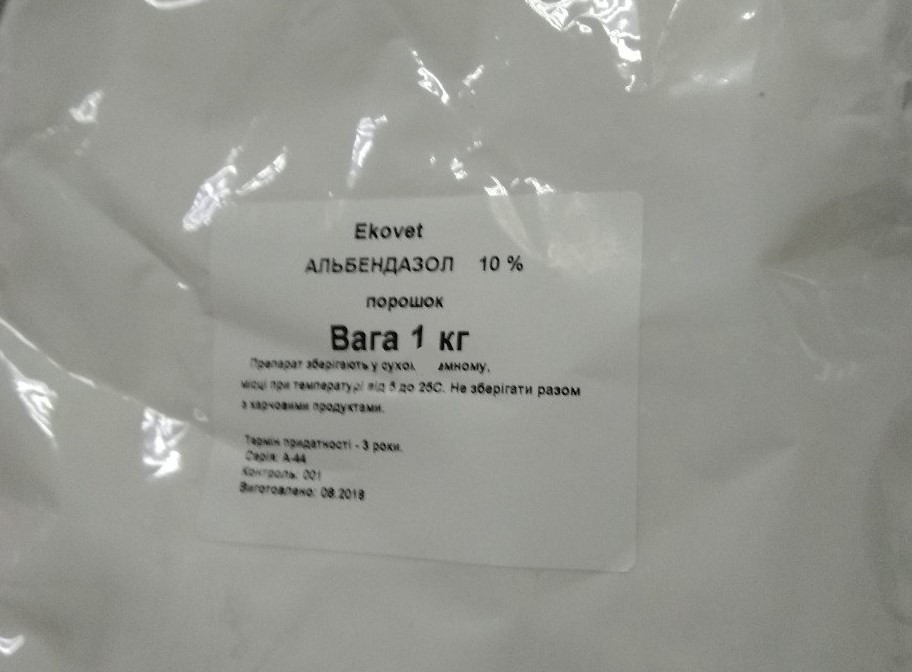 Ekovet
АЛЬБЕНДАЗОЛ 10 %
порошок
Вага 1 кг
Препарат зберігають у
місці при температурі від 5 до 25С. Не зберігати разом
з харчовими продуктами.
Термін придатності - 3 роки.
Серія: А-44
Контроль: 001
Виготовлено: 08.2018